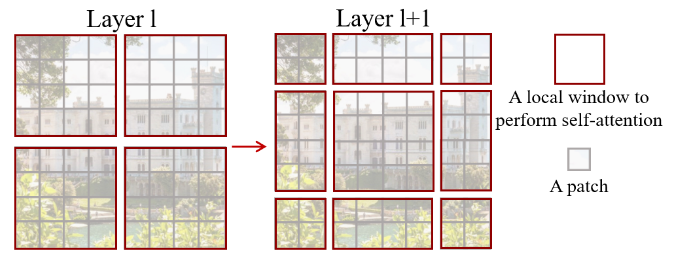 Layer l
Layer l+1
A local window to
perform self-attention
A patch